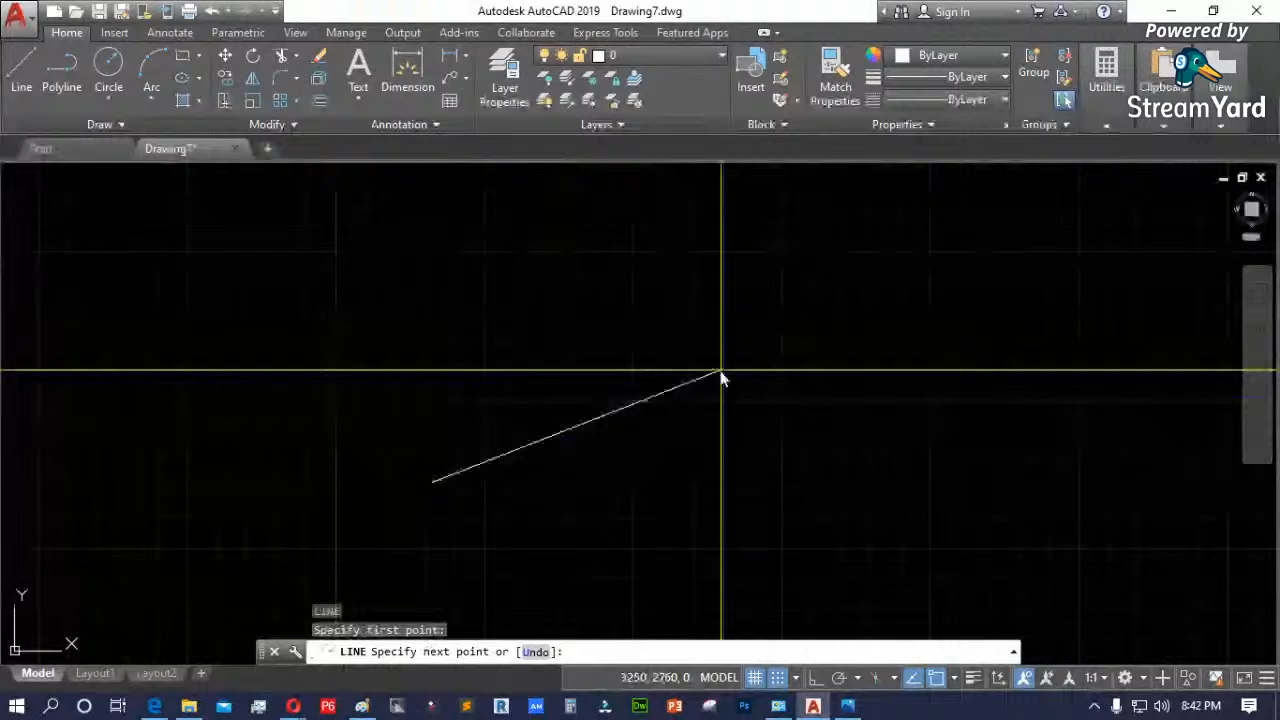 Autodesk AutoCAD 2019 Drawing7.dwg
Sign In
Powered by
StreamYard
Home Insert Annotate Parametric View Manage Output Add-ins Collaborate Express Tools Featured Apps
Line Polyline Circle Arc
Text Dimension
Layer
Properties
0
Insert
Match
Properties
ByLayer
ByLayer
ByLayer
Group
Utilities
Clipboard
View
Draw Modify Annotation Layers Block Properties Groups
Drawing7*
LINE
Specify first point:
LINE Specify next point or [Undo]:
Y
X
Model Layout1 Layout2 +
3250, 2760, 0 MODEL
1:1
8:42 PM